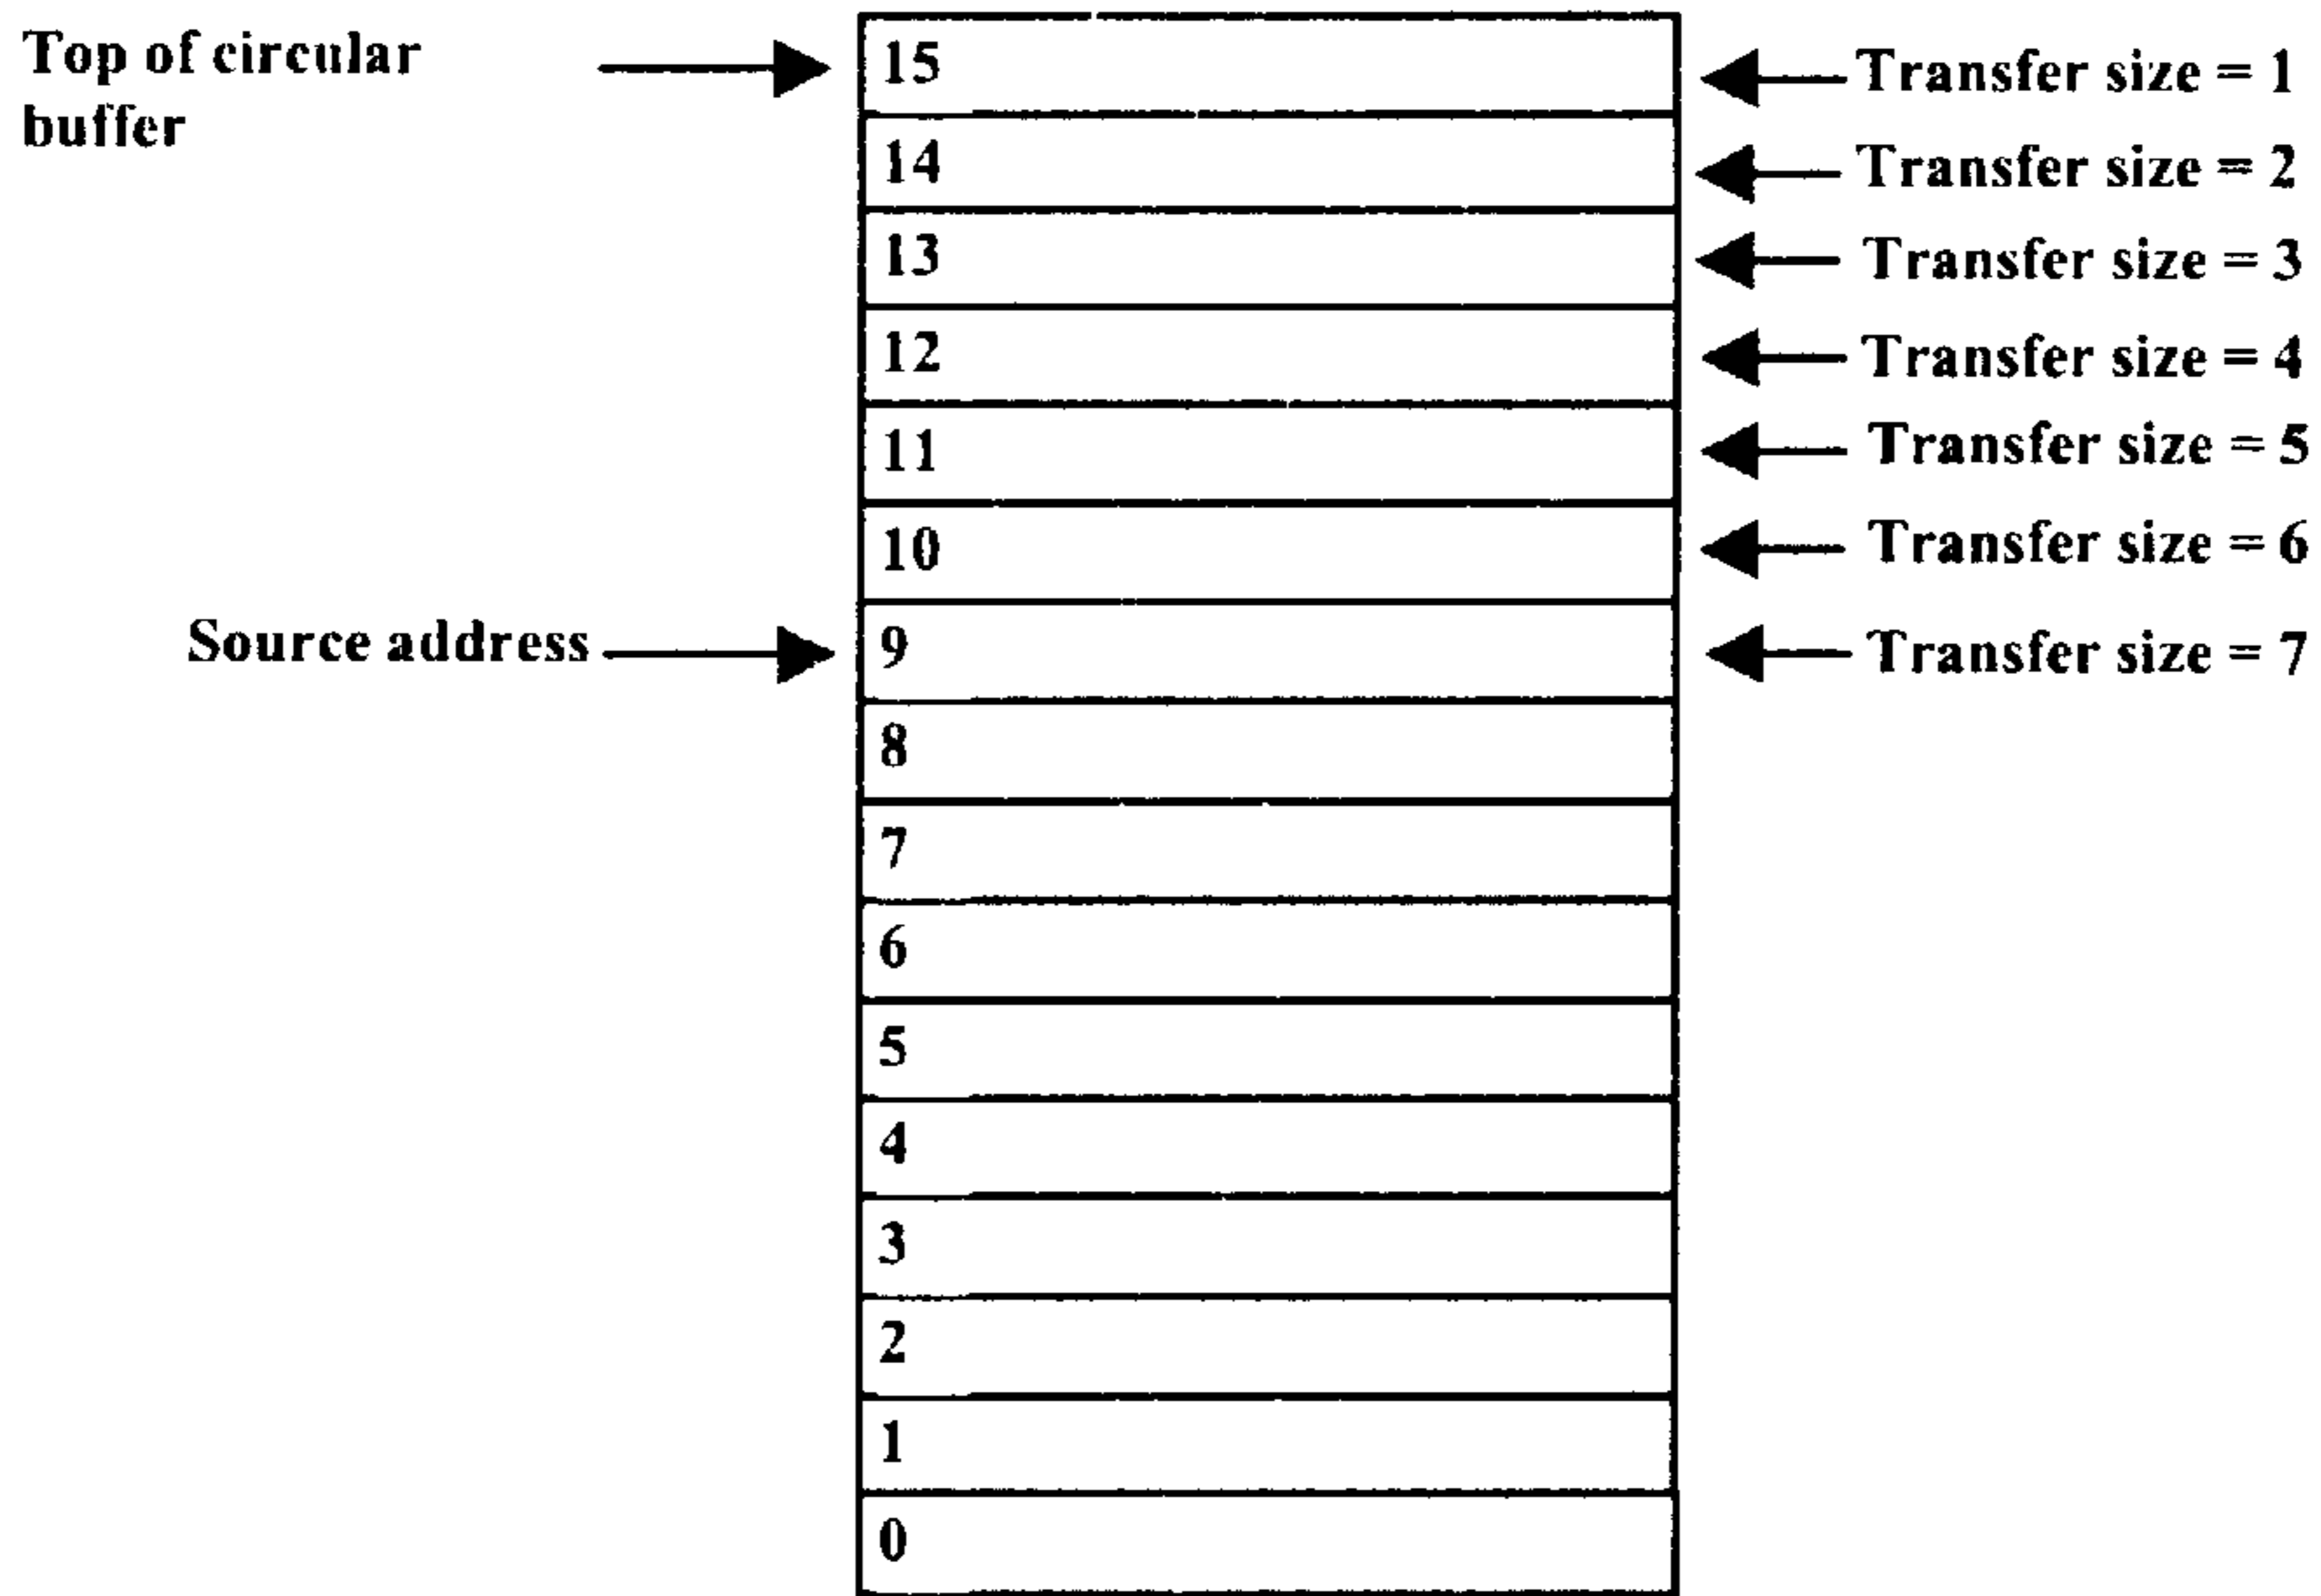 Top of circular
buffer
15
Transfer size = 1
14
Transfer size = 2
13
Transfer size = 3
12
Transfer size = 4
11
Transfer size = 5
10
Transfer size = 6
Source address
9
Transfer size = 7
8
7
6
5
4
3
2
1
0